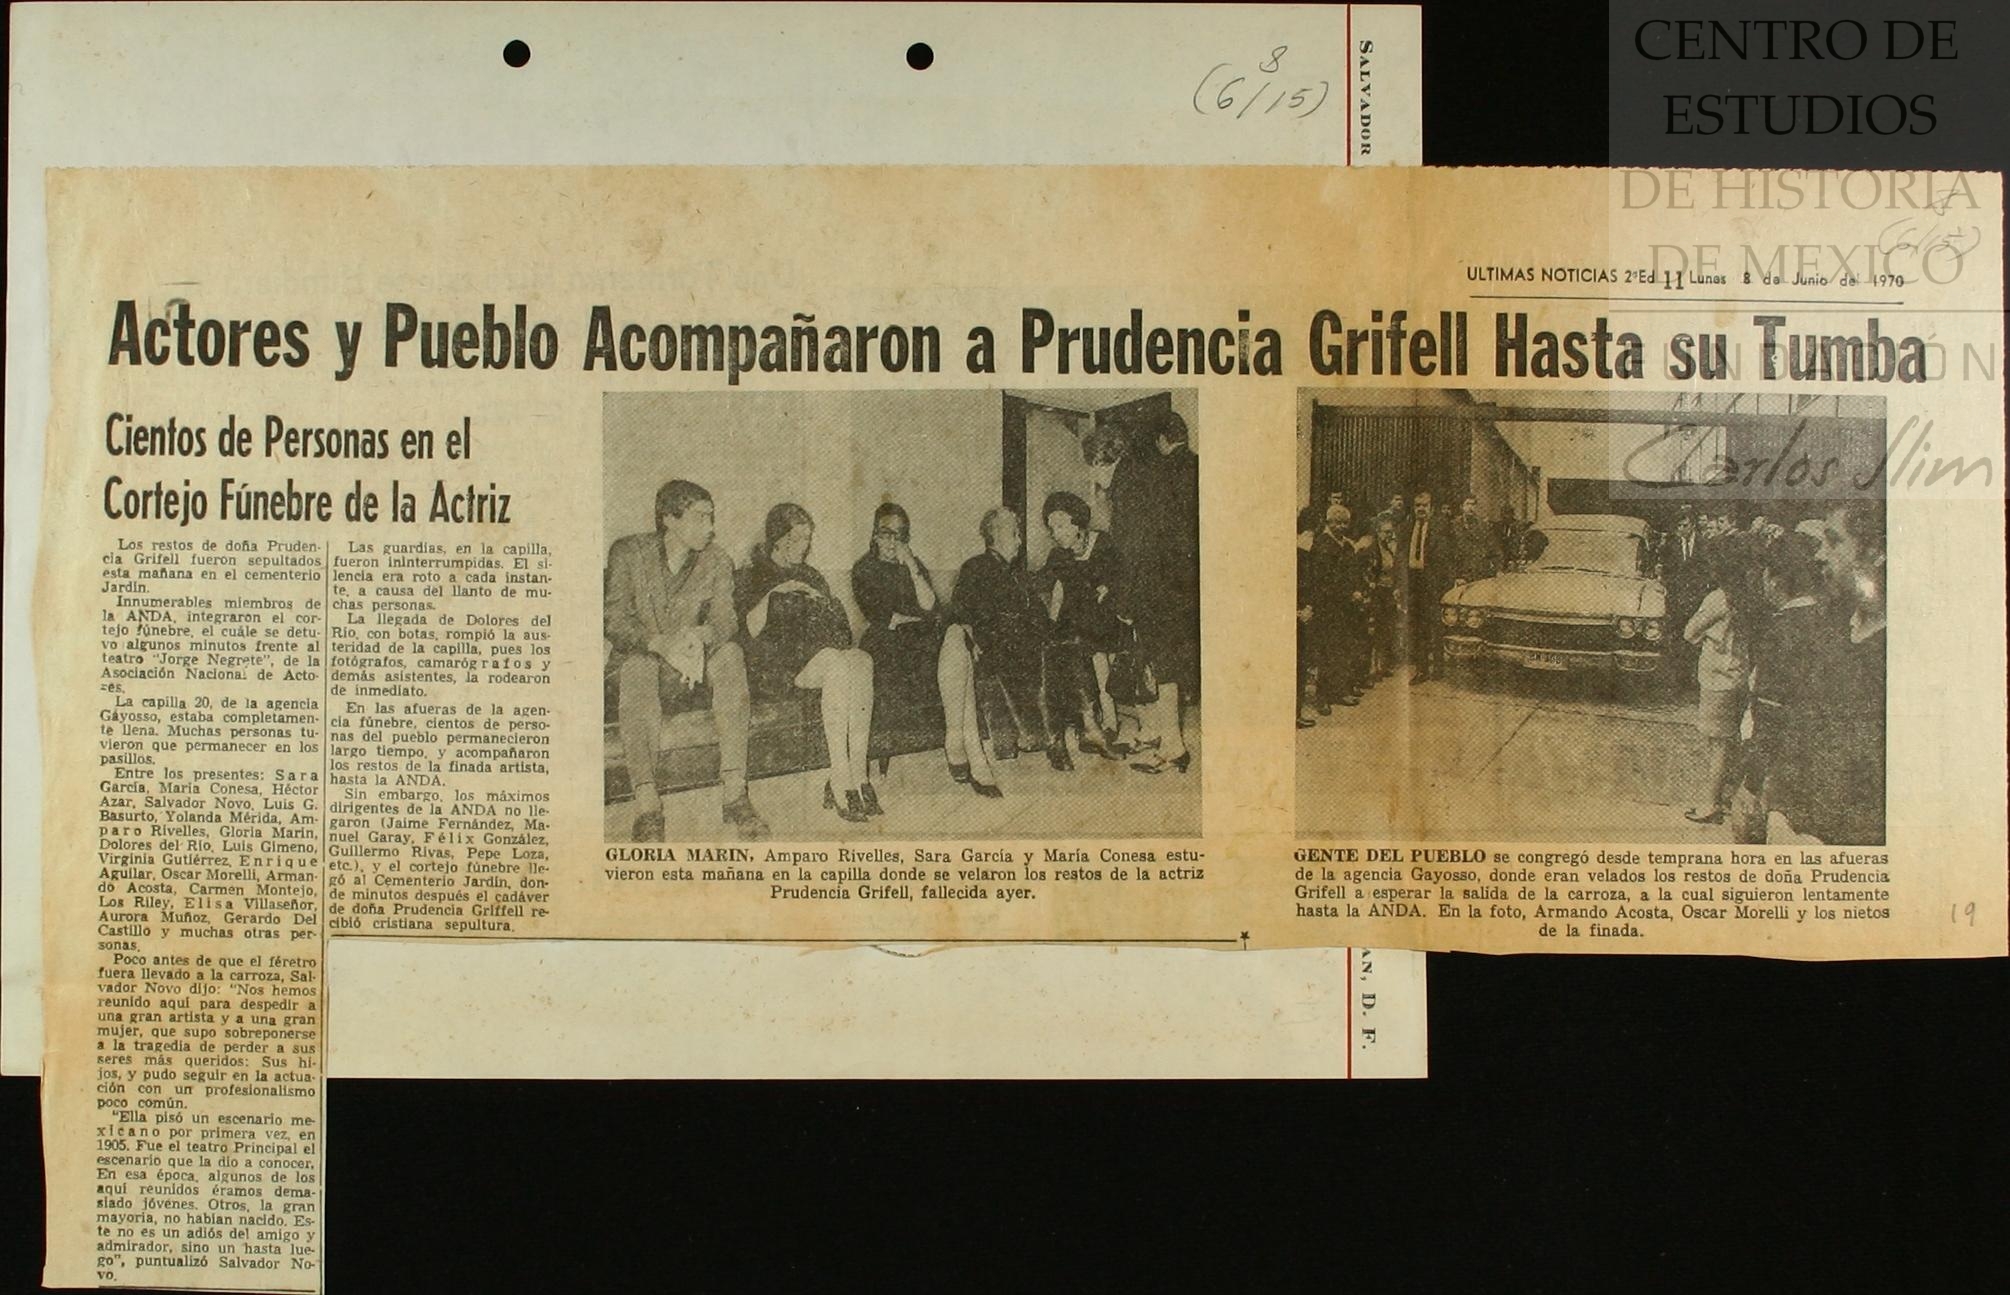 8
(6/15)
SALVADOR
CENTRO DE
ESTUDIOS
DE HISTORIA
DE MEXICO
FUNDACIÓN
Carlos Slim
ULTIMAS NOTICIAS 2ª Ed 11 Lunes 8 de Junio de 1970
Actores y Pueblo Acompañaron a Prudencia Grifell Hasta su Tumba
Cientos de Personas en el
Cortejo Fúnebre de la Actriz
Los restos de doña Pruden-
cia Grifell fueron sepultados
esta mañana en el cementerio
Jardín.
Innumerables miembros de
la ANDA, integraron el cor-
tejo fúnebre, el cuále se detu-
vo algunos minutos frente al
teatro "Jorge Negrete", de la
Asociación Nacional de Acto-
res.
La capilla 20, de la agencia
Gayosso, estaba completamen-
te llena. Muchas personas tu-
vieron que permanecer en los
pasillos.
Entre los presentes: Sara
García, María Conesa, Héctor
Azar, Salvador Novo, Luis G.
Basurto, Yolanda Mérida, Am-
paro Rivelles, Gloria Marín,
Dolores del Río, Luis Gimeno,
Virginia Gutiérrez, Enrique
Aguilar, Oscar Morelli, Arman-
do Acosta, Carmen Montejo,
Los Riley, Elisa Villaseñor,
Aurora Muñoz, Gerardo Del
Castillo y muchas otras per-
sonas.
Poco antes de que el féretro
fuera llevado a la carroza, Sal-
vador Novo dijo: "Nos hemos
reunido aquí para despedir a
una gran artista y a una gran
mujer, que supo sobreponerse
a la tragedia de perder a sus
seres más queridos: Sus hi-
jos, y pudo seguir en la actua-
ción con un profesionalismo
poco común.
"Ella pisó un escenario me-
xicano por primera vez, en
1905. Fue el teatro Principal el
escenario que la dio a conocer.
En esa época, algunos de los
aquí reunidos éramos dema-
siado jóvenes. Otros, la gran
mayoría, no habían nacido. Es-
te no es un adiós del amigo y
admirador, sino un hasta lue-
go", puntualizó Salvador No-
vo.
Las guardias, en la capilla,
fueron ininterrumpidas. El si-
lencia era roto a cada instan-
te, a causa del llanto de mu-
chas personas.
La llegada de Dolores del
Río, con botas, rompió la aus-
teridad de la capilla, pues los
fotógrafos, camarógrafos y
demás asistentes, la rodearon
de inmediato.
En las afueras de la agen-
cia fúnebre, cientos de perso-
nas del pueblo permanecieron
largo tiempo, y acompañaron
los restos de la finada artista,
hasta la ANDA.
Sin embargo, los máximos
dirigentes de la ANDA no lle-
garon (Jaime Fernández, Ma-
nuel Garay, Félix González,
Guillermo Rivas, Pepe Loza,
etc.), y el cortejo fúnebre lle-
gó al Cementerio Jardín, don-
de minutos después el cadáver
de doña Prudencia Griffell re-
cibió cristiana sepultura.
GLORIA MARIN, Amparo Rivelles, Sara García y María Conesa estu-
vieron esta mañana en la capilla donde se velaron los restos de la actriz
Prudencia Grifell, fallecida ayer.
GENTE DEL PUEBLO se congregó desde temprana hora en las afueras
de la agencia Gayosso, donde eran velados los restos de doña Prudencia
Grifell a esperar la salida de la carroza, a la cual siguieron lentamente
hasta la ANDA. En la foto, Armando Acosta, Oscar Morelli y los nietos
de la finada.
19
AN, D. F.